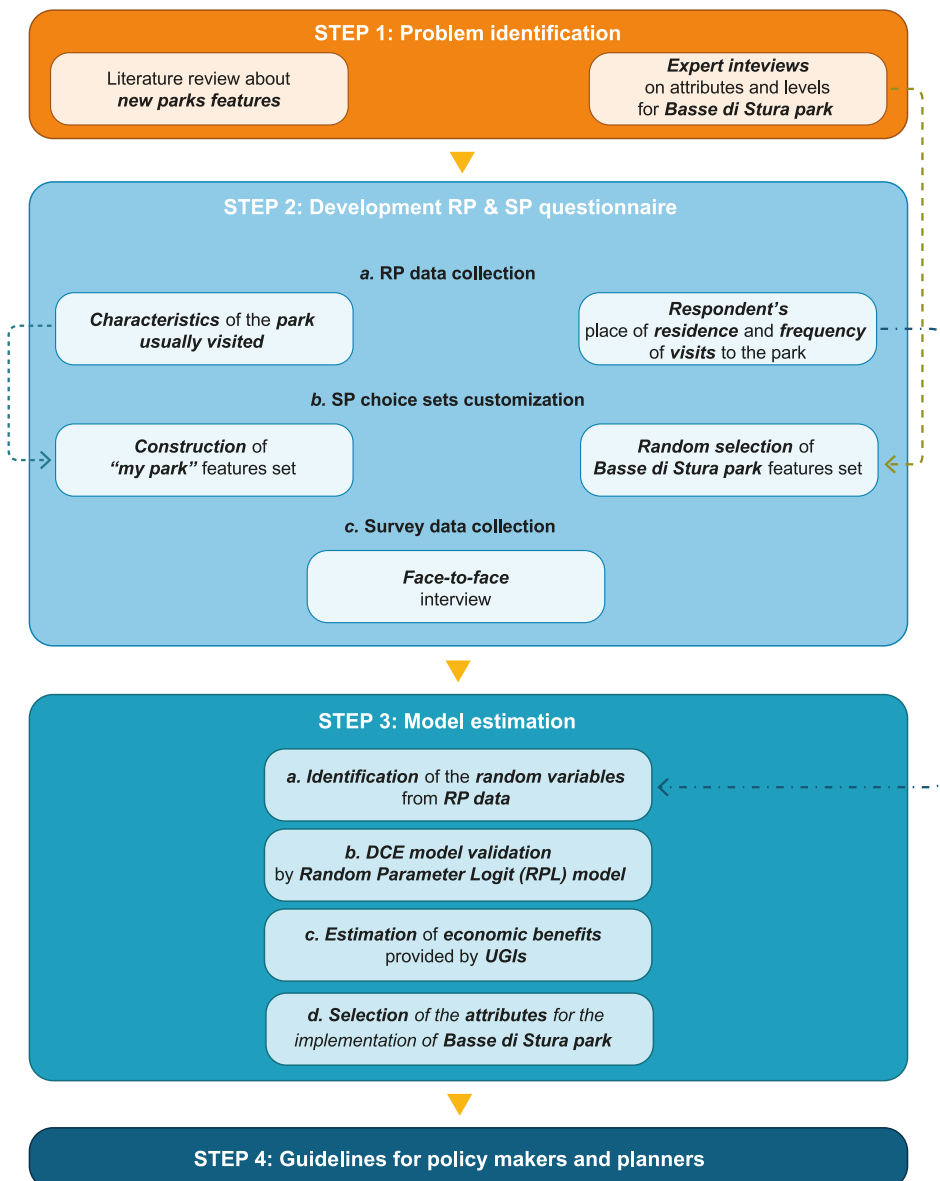 STEP 1: Problem identification
Literature review about
new parks features
Expert inteviews
on attributes and levels
for Basse di Stura park
STEP 2: Development RP & SP questionnaire
a. RP data collection
Characteristics of the park
usually visited
Respondent's
place of residence and frequency
of visits to the park
b. SP choice sets customization
Construction of
“my park” features set
Random selection of
Basse di Stura park features set
c. Survey data collection
Face-to-face
interview
STEP 3: Model estimation
a. Identification of the random variables
from RP data
b. DCE model validation
by Random Parameter Logit (RPL) model
c. Estimation of economic benefits
provided by UGIs
d. Selection of the attributes for the
implementation of Basse di Stura park
STEP 4: Guidelines for policy makers and planners